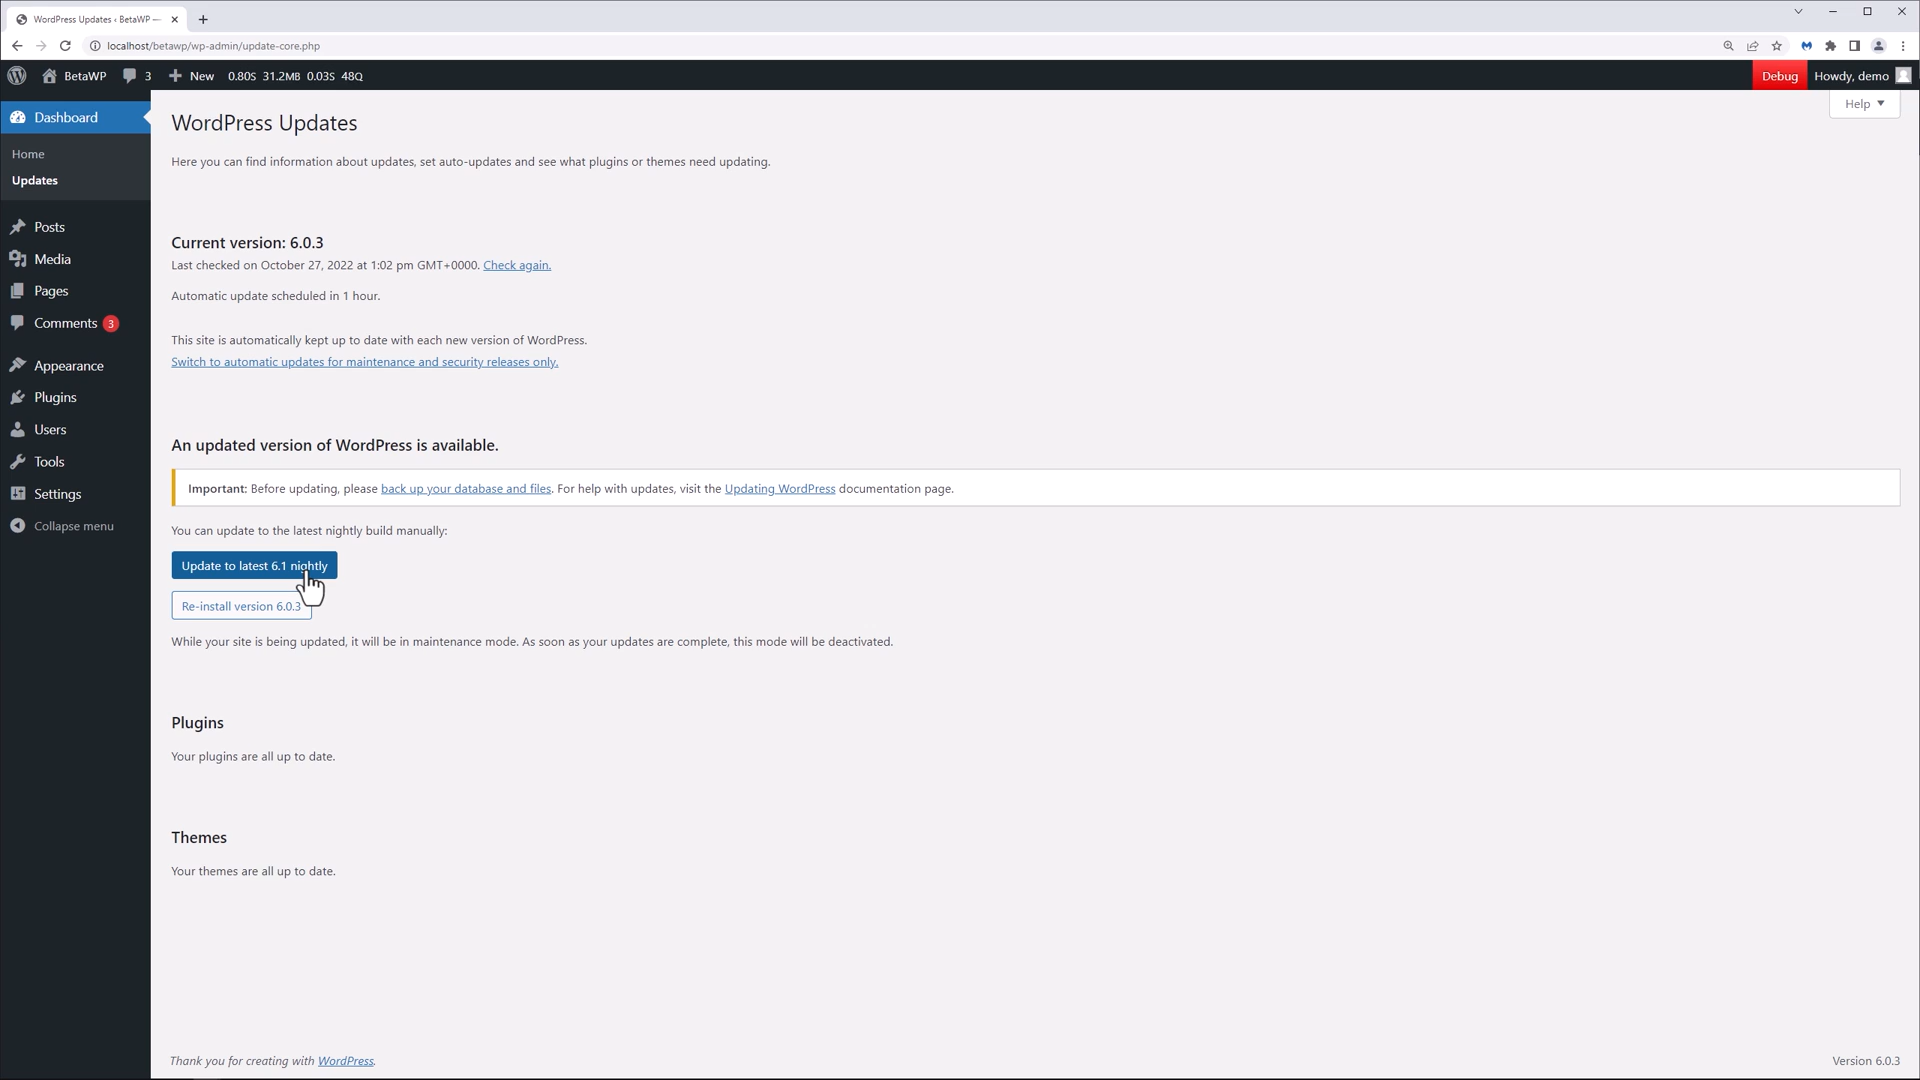 WordPress Updates ‹ BetaWP —
localhost/betawp/wp-admin/update-core.php
BetaWP 3 New 0.80S 31.2MB 0.03S 48Q Debug Howdy, demo
Dashboard
Home
Updates
Posts
Media
Pages
Comments 3
Appearance
Plugins
Users
Tools
Settings
Collapse menu
Help
WordPress Updates
Here you can find information about updates, set auto-updates and see what plugins or themes need updating.
Current version: 6.0.3
Last checked on October 27, 2022 at 1:02 pm GMT+0000. Check again.
Automatic update scheduled in 1 hour.
This site is automatically kept up to date with each new version of WordPress.
Switch to automatic updates for maintenance and security releases only.
An updated version of WordPress is available.
Important: Before updating, please back up your database and files. For help with updates, visit the Updating WordPress documentation page.
You can update to the latest nightly build manually:
Update to latest 6.1 nightly
Re-install version 6.0.3
While your site is being updated, it will be in maintenance mode. As soon as your updates are complete, this mode will be deactivated.
Plugins
Your plugins are all up to date.
Themes
Your themes are all up to date.
Thank you for creating with WordPress.
Version 6.0.3